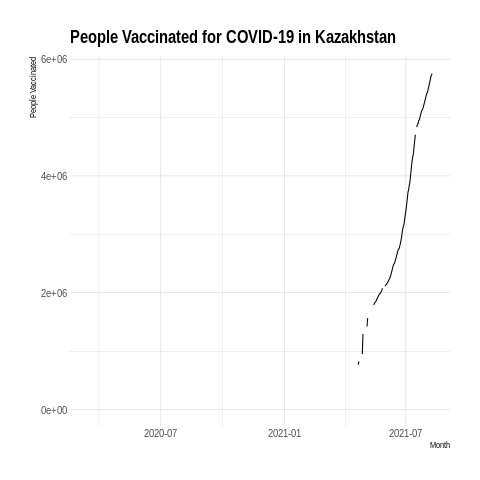 People Vaccinated for COVID-19 in Kazakhstan
People Vaccinated
6e+06
4e+06
2e+06
0e+00
2020-07
2021-01
2021-07
Month